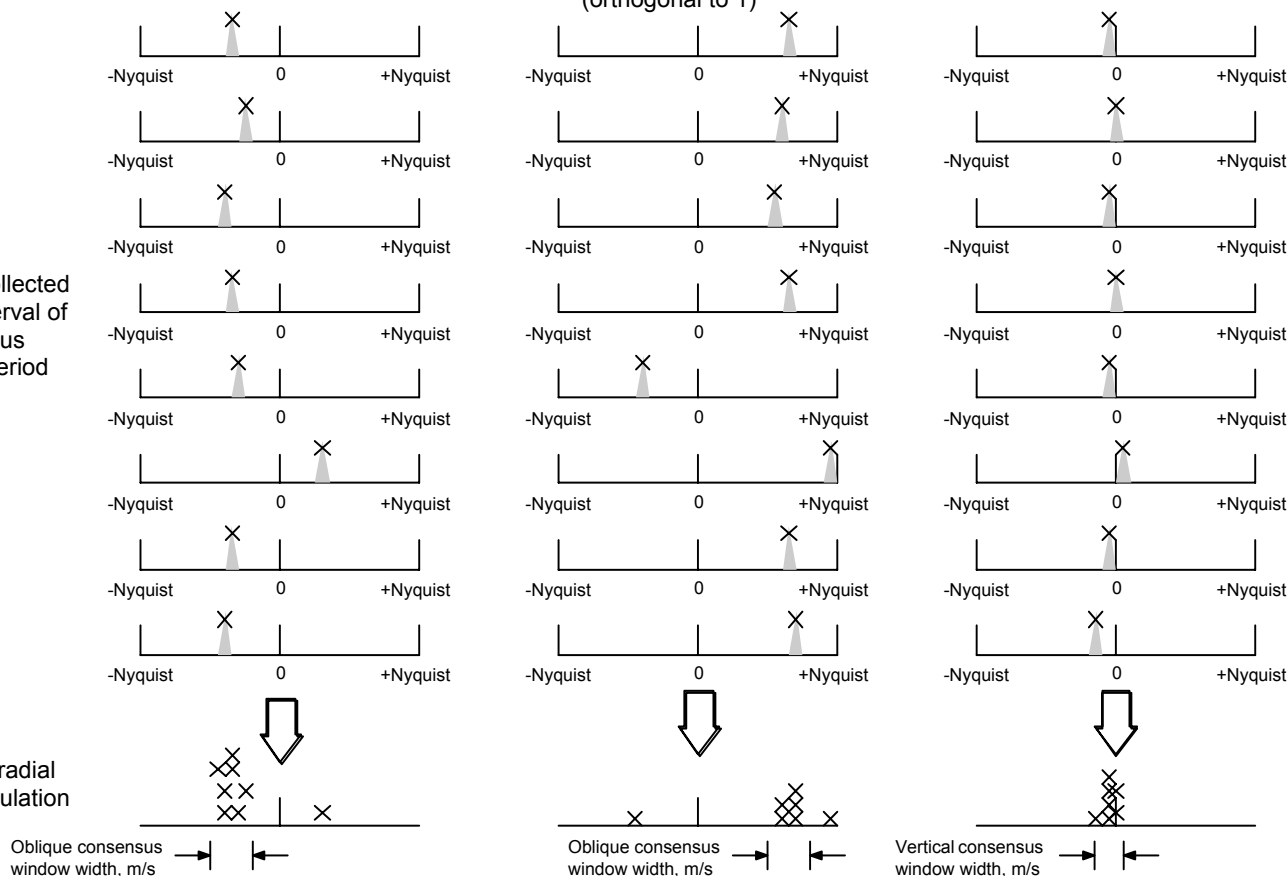 (orthogonal to 1)
-Nyquist 0 +Nyquist -Nyquist 0 +Nyquist -Nyquist 0 +Nyquist
-Nyquist 0 +Nyquist -Nyquist 0 +Nyquist -Nyquist 0 +Nyquist
-Nyquist 0 +Nyquist -Nyquist 0 +Nyquist -Nyquist 0 +Nyquist
ollected
erval of
us
eriod
-Nyquist 0 +Nyquist -Nyquist 0 +Nyquist -Nyquist 0 +Nyquist
-Nyquist 0 +Nyquist -Nyquist 0 +Nyquist -Nyquist 0 +Nyquist
-Nyquist 0 +Nyquist -Nyquist 0 +Nyquist -Nyquist 0 +Nyquist
-Nyquist 0 +Nyquist -Nyquist 0 +Nyquist -Nyquist 0 +Nyquist
-Nyquist 0 +Nyquist -Nyquist 0 +Nyquist -Nyquist 0 +Nyquist
radial
ulation
Oblique consensus
window width, m/s
Oblique consensus
window width, m/s
Vertical consensus
window width, m/s